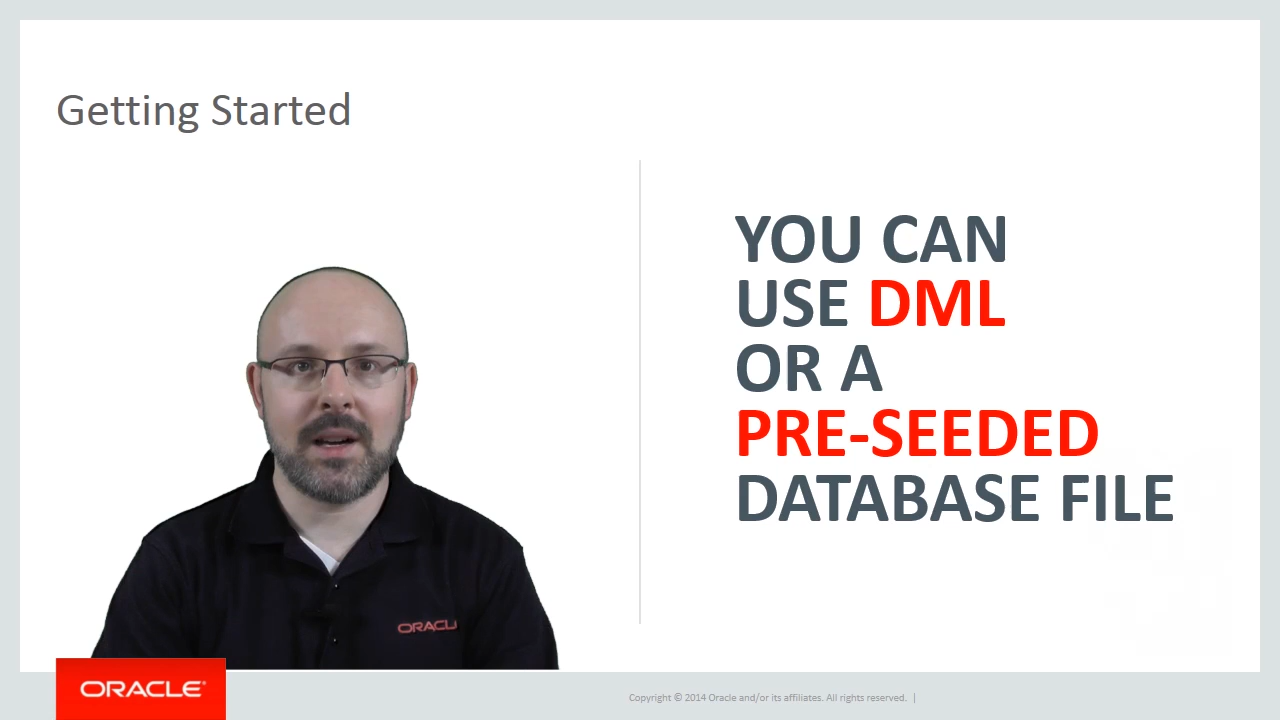 Getting Started
YOU CAN
USE DML
OR A
PRE-SEEDED
DATABASE FILE
ORACL
ORACLE®
Copyright © 2014 Oracle and/or its affiliates. All rights reserved. |